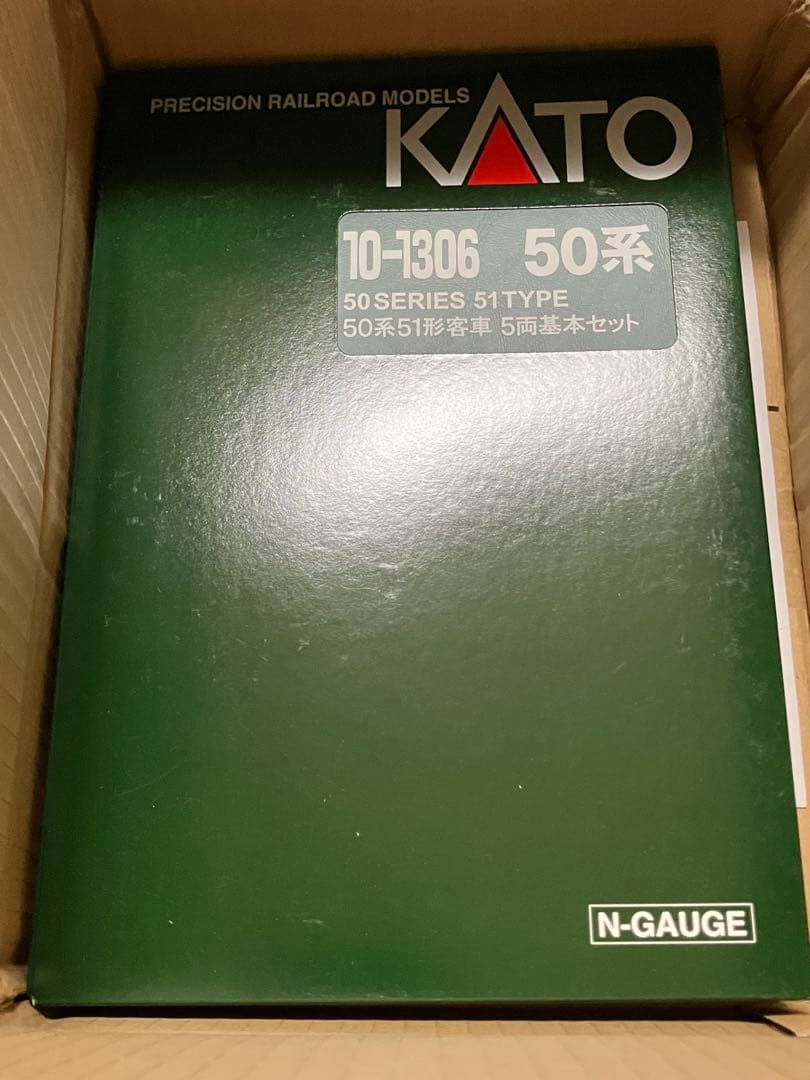 PRECISION RAILROAD MODELS
KATO
10-1306 50系
50 SERIES 51 TYPE
50系51形客車 5両基本セット
N-GAUGE